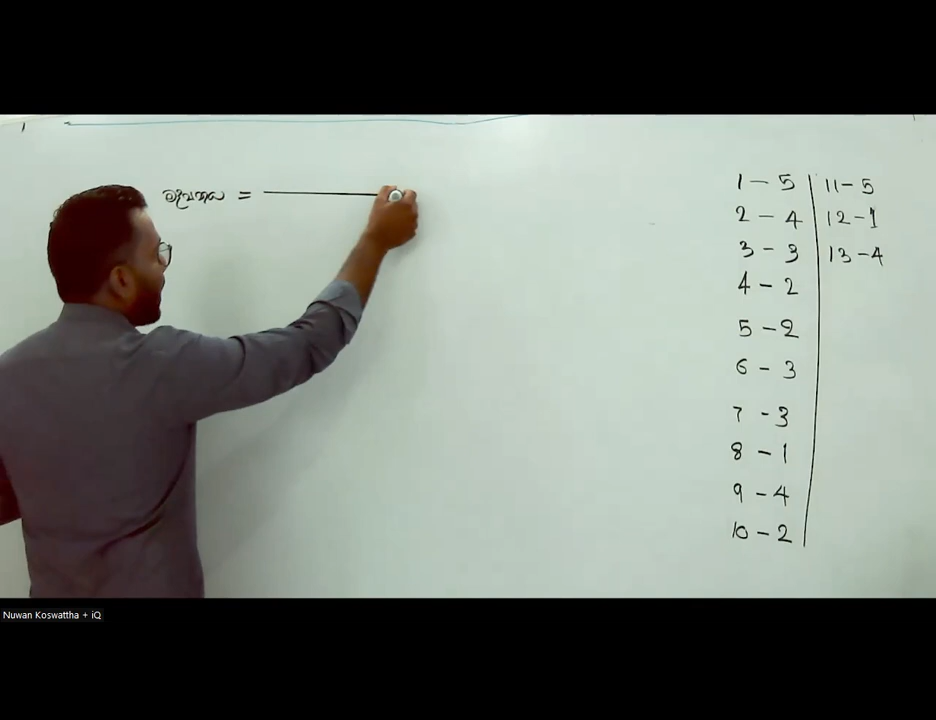 මූලවතුල =
1 – 5
2 – 4
3 – 3
4 – 2
5 – 2
6 – 3
7 – 3
8 – 1
9 – 4
10 – 2
11 – 5
12 – 1
13 – 4
Nuwan Koswattha + iQ